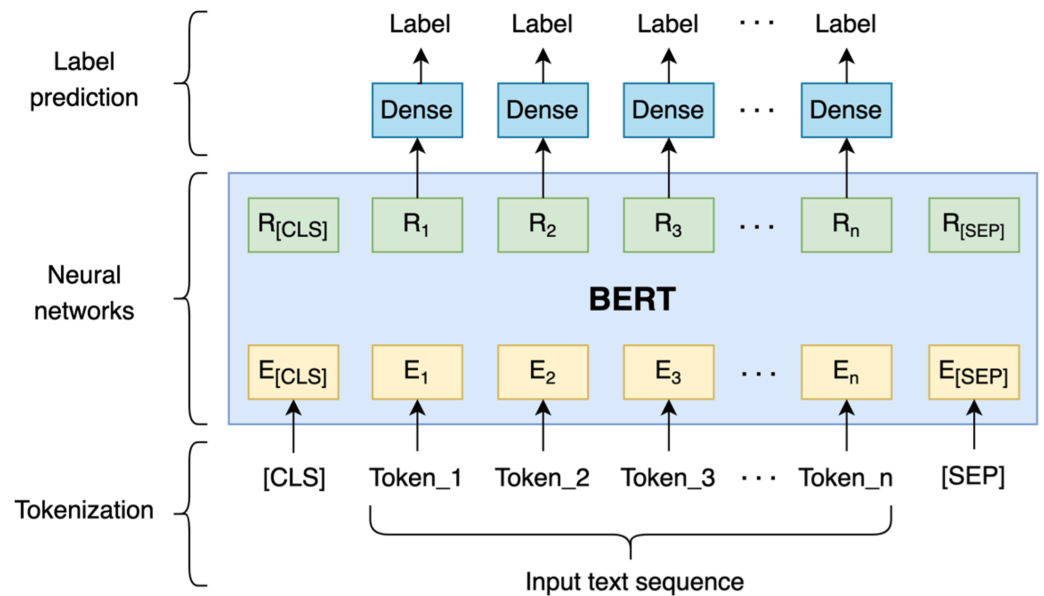 Label Label Label ··· Label
Label
prediction
Dense Dense Dense ··· Dense
R[CLS] R1 R2 R3 ··· Rn R[SEP]
Neural
networks
BERT
E[CLS] E1 E2 E3 ··· En E[SEP]
[CLS] Token_1 Token_2 Token_3 ··· Token_n [SEP]
Tokenization
Input text sequence